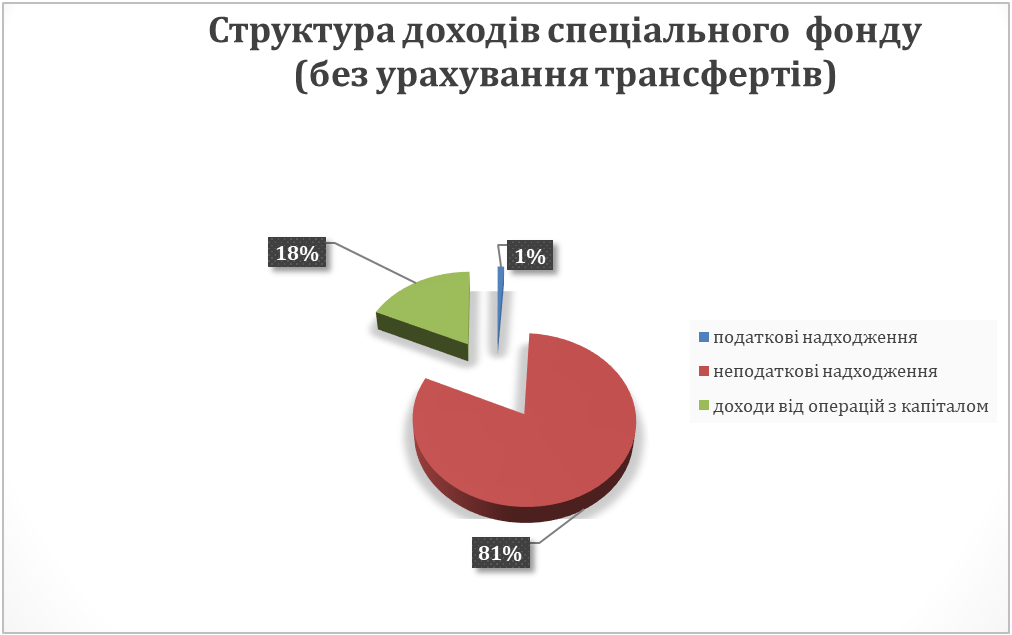 Структура доходів спеціального фонду
(без урахування трансфертів)
18%
1%
податкові надходження
неподаткові надходження
доходи від операцій з капіталом
81%